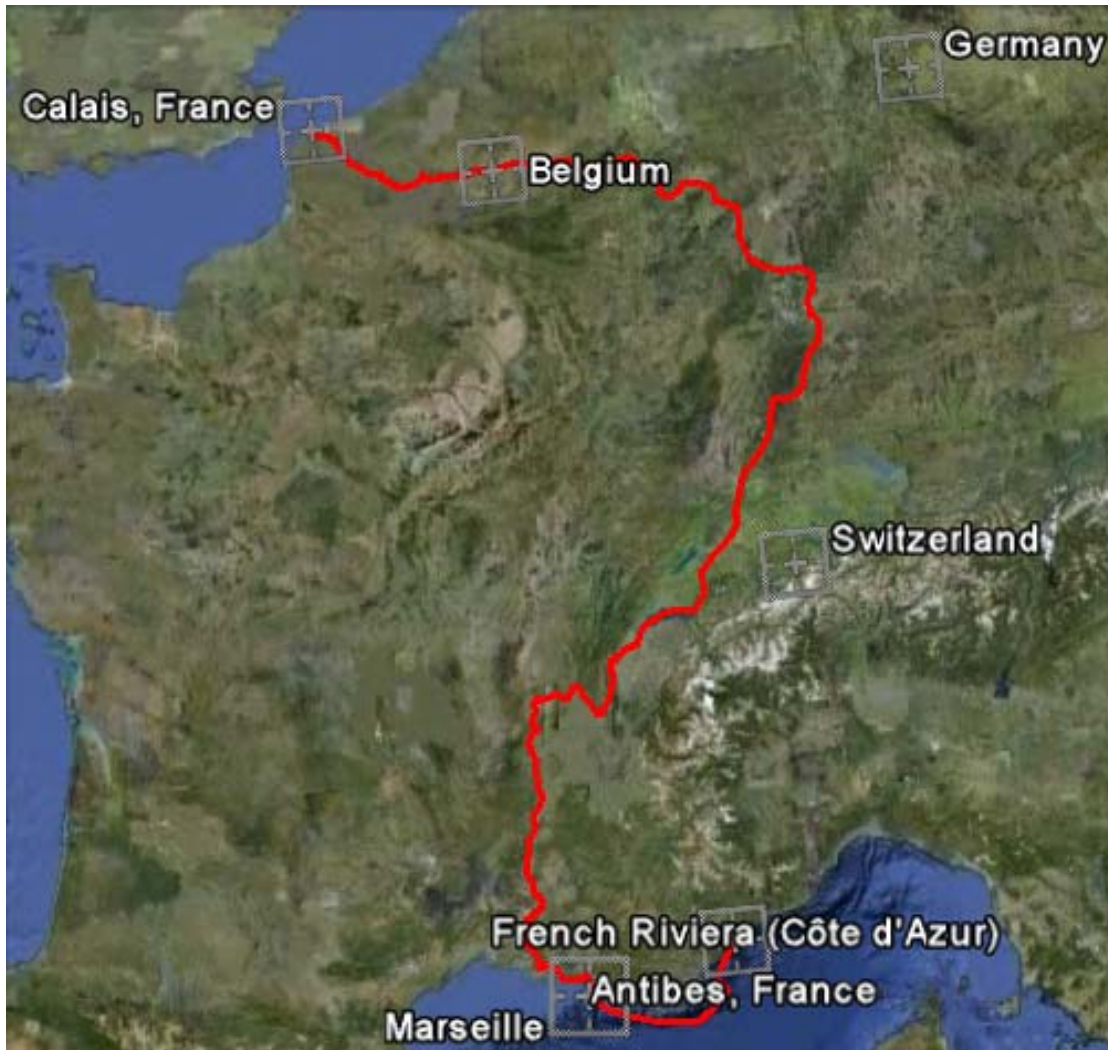 Germany
Calais, France
Belgium
Switzerland
French Riviera (Côte d'Azur)
Antibes, France
Marseille